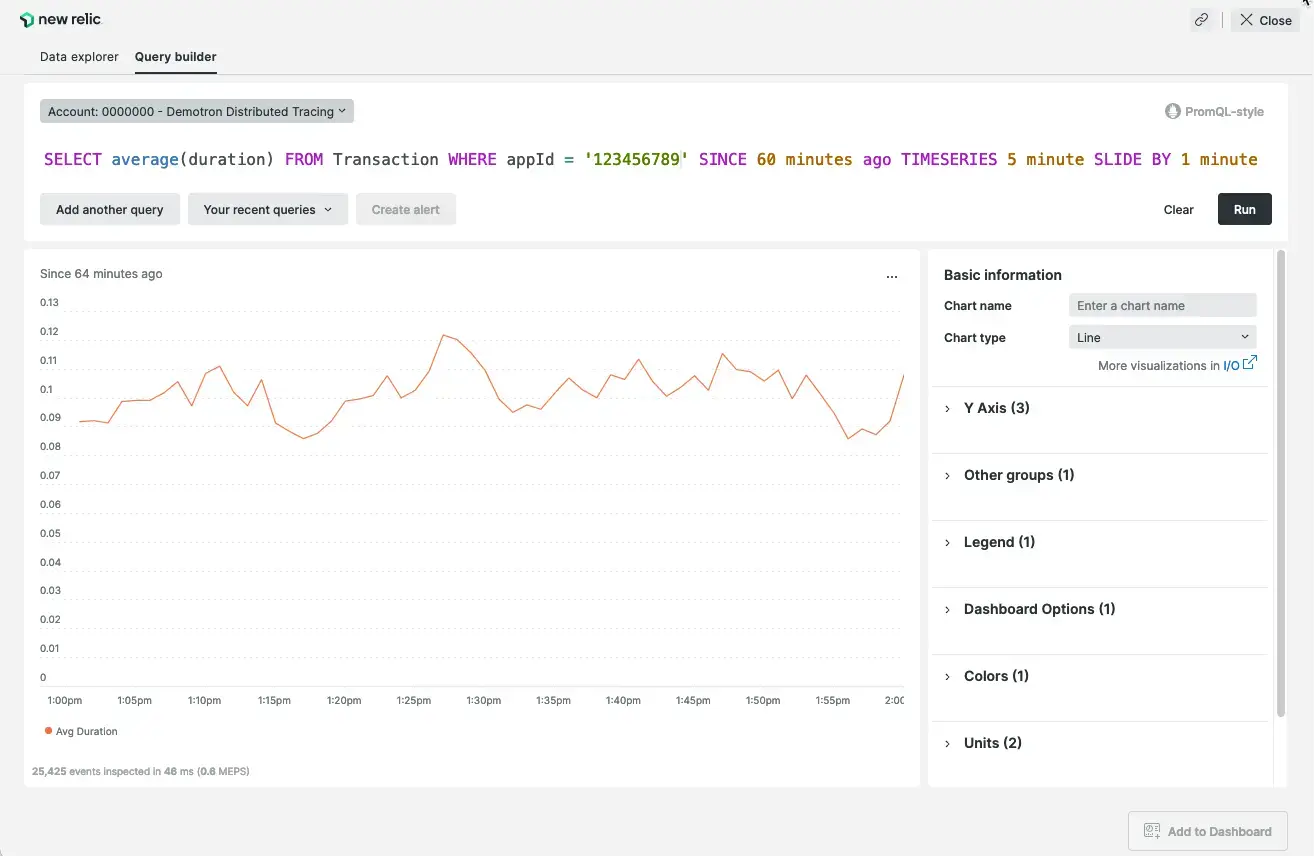 new relic
Close
Data explorer Query builder
Account: 0000000 - Demotron Distributed Tracing
PromQL-style
SELECT average(duration) FROM Transaction WHERE appId = '123456789' SINCE 60 minutes ago TIMESERIES 5 minute SLIDE BY 1 minute
Add another query Your recent queries Create alert Clear Run
Since 64 minutes ago
...
0.13
0.12
0.11
0.1
0.09
0.08
0.07
0.06
0.05
0.04
0.03
0.02
0.01
0
1:00pm 1:05pm 1:10pm 1:15pm 1:20pm 1:25pm 1:30pm 1:35pm 1:40pm 1:45pm 1:50pm 1:55pm 2:00
Avg Duration
25,425 events inspected in 46 ms (0.6 MEPS)
Basic information
Chart name Enter a chart name
Chart type Line
More visualizations in I/O
Y Axis (3)
Other groups (1)
Legend (1)
Dashboard Options (1)
Colors (1)
Units (2)
Add to Dashboard